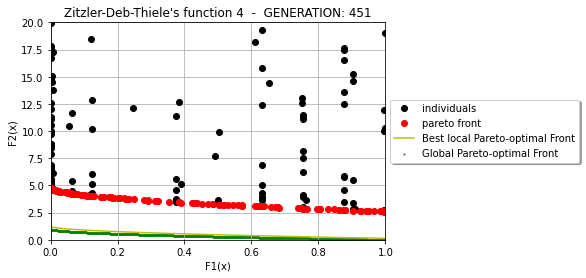 Zitzler-Deb-Thiele's function 4 - GENERATION: 451
F2(x)
20.0
17.5
15.0
12.5
10.0
7.5
5.0
2.5
0.0
0.0 0.2 0.4 0.6 0.8 1.0
F1(x)
individuals
pareto front
Best local Pareto-optimal Front
Global Pareto-optimal Front